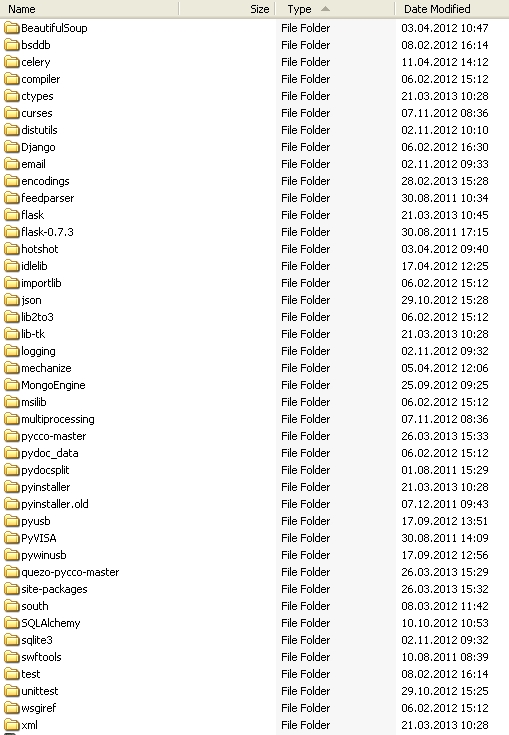 Name Size Type Date Modified
BeautifulSoup File Folder 03.04.2012 10:47
bsddb File Folder 08.02.2012 16:14
celery File Folder 11.04.2012 14:12
compiler File Folder 06.02.2012 15:12
ctypes File Folder 21.03.2013 10:28
curses File Folder 07.11.2012 08:36
distutils File Folder 02.11.2012 10:10
Django File Folder 06.02.2012 16:30
email File Folder 02.11.2012 09:33
encodings File Folder 28.02.2013 15:28
feedparser File Folder 30.08.2011 10:34
flask File Folder 21.03.2013 10:45
flask-0.7.3 File Folder 30.08.2011 17:15
hotshot File Folder 03.04.2012 09:40
idlelib File Folder 17.04.2012 12:25
importlib File Folder 06.02.2012 15:12
json File Folder 29.10.2012 15:28
lib2to3 File Folder 06.02.2012 15:12
lib-tk File Folder 21.03.2013 10:28
logging File Folder 02.11.2012 09:32
mechanize File Folder 05.04.2012 12:06
MongoEngine File Folder 25.09.2012 09:25
msilib File Folder 06.02.2012 15:12
multiprocessing File Folder 07.11.2012 08:36
pycco-master File Folder 26.03.2013 15:33
pydoc_data File Folder 06.02.2012 15:12
pydocsplit File Folder 01.08.2011 15:29
pyinstaller File Folder 21.03.2013 10:28
pyinstaller.old File Folder 07.12.2011 09:43
pyusb File Folder 17.09.2012 13:51
PyVISA File Folder 30.08.2011 14:09
pywinusb File Folder 17.09.2012 12:56
quezo-pycco-master File Folder 26.03.2013 15:29
site-packages File Folder 26.03.2013 15:32
south File Folder 08.03.2012 11:42
SQLAlchemy File Folder 10.10.2012 10:53
sqlite3 File Folder 02.11.2012 09:32
swftools File Folder 10.08.2011 08:39
test File Folder 08.02.2012 16:14
unittest File Folder 29.10.2012 15:25
wsgiref File Folder 06.02.2012 15:12
xml File Folder 21.03.2013 10:28